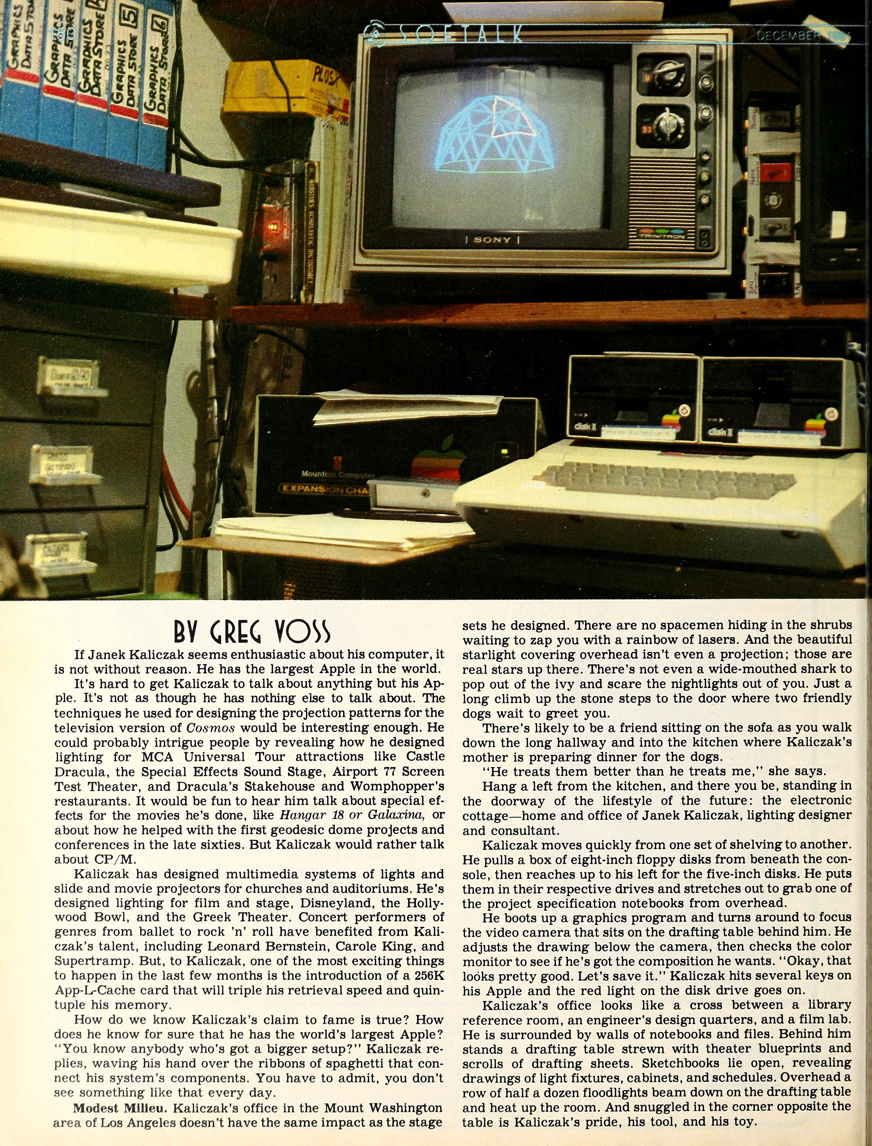 GRAPHICS
DATA STORE
GRAPHICS
DATA STORE
GRAPHICS
DATA STORE
GRAPHICS
DATA STORE
5
GRAPHICS
DATA STORE
6
SOFTALK
DECEMBER
SONY
TRINITRON
Mountain Computer
EXPANSION CHA
disk II
disk II
BY GREG VOSS
If Janek Kaliczak seems enthusiastic about his computer, it
is not without reason. He has the largest Apple in the world.
It's hard to get Kaliczak to talk about anything but his Ap-
ple. It's not as though he has nothing else to talk about. The
techniques he used for designing the projection patterns for the
television version of Cosmos would be interesting enough. He
could probably intrigue people by revealing how he designed
lighting for MCA Universal Tour attractions like Castle
Dracula, the Special Effects Sound Stage, Airport 77 Screen
Test Theater, and Dracula's Stakehouse and Womphopper's
restaurants. It would be fun to hear him talk about special ef-
fects for the movies he's done, like Hangar 18 or Galaxina, or
about how he helped with the first geodesic dome projects and
conferences in the late sixties. But Kaliczak would rather talk
about CP/M.
Kaliczak has designed multimedia systems of lights and
slide and movie projectors for churches and auditoriums. He's
designed lighting for film and stage, Disneyland, the Holly-
wood Bowl, and the Greek Theater. Concert performers of
genres from ballet to rock 'n' roll have benefited from Kali-
czak's talent, including Leonard Bernstein, Carole King, and
Supertramp. But, to Kaliczak, one of the most exciting things
to happen in the last few months is the introduction of a 256K
App-L-Cache card that will triple his retrieval speed and quin-
tuple his memory.
How do we know Kaliczak's claim to fame is true? How
does he know for sure that he has the world's largest Apple?
"You know anybody who's got a bigger setup?" Kaliczak re-
plies, waving his hand over the ribbons of spaghetti that con-
nect his system's components. You have to admit, you don't
see something like that every day.
Modest Milieu. Kaliczak's office in the Mount Washington
area of Los Angeles doesn't have the same impact as the stage
sets he designed. There are no spacemen hiding in the shrubs
waiting to zap you with a rainbow of lasers. And the beautiful
starlight covering overhead isn't even a projection; those are
real stars up there. There's not even a wide-mouthed shark to
pop out of the ivy and scare the nightlights out of you. Just a
long climb up the stone steps to the door where two friendly
dogs wait to greet you.
There's likely to be a friend sitting on the sofa as you walk
down the long hallway and into the kitchen where Kaliczak's
mother is preparing dinner for the dogs.
"He treats them better than he treats me," she says.
Hang a left from the kitchen, and there you be, standing in
the doorway of the lifestyle of the future: the electronic
cottage—home and office of Janek Kaliczak, lighting designer
and consultant.
Kaliczak moves quickly from one set of shelving to another.
He pulls a box of eight-inch floppy disks from beneath the con-
sole, then reaches up to his left for the five-inch disks. He puts
them in their respective drives and stretches out to grab one of
the project specification notebooks from overhead.
He boots up a graphics program and turns around to focus
the video camera that sits on the drafting table behind him. He
adjusts the drawing below the camera, then checks the color
monitor to see if he's got the composition he wants. "Okay, that
looks pretty good. Let's save it." Kaliczak hits several keys on
his Apple and the red light on the disk drive goes on.
Kaliczak's office looks like a cross between a library
reference room, an engineer's design quarters, and a film lab.
He is surrounded by walls of notebooks and files. Behind him
stands a drafting table strewn with theater blueprints and
scrolls of drafting sheets. Sketchbooks lie open, revealing
drawings of light fixtures, cabinets, and schedules. Overhead a
row of half a dozen floodlights beam down on the drafting table
and heat up the room. And snuggled in the corner opposite the
table is Kaliczak's pride, his tool, and his toy.